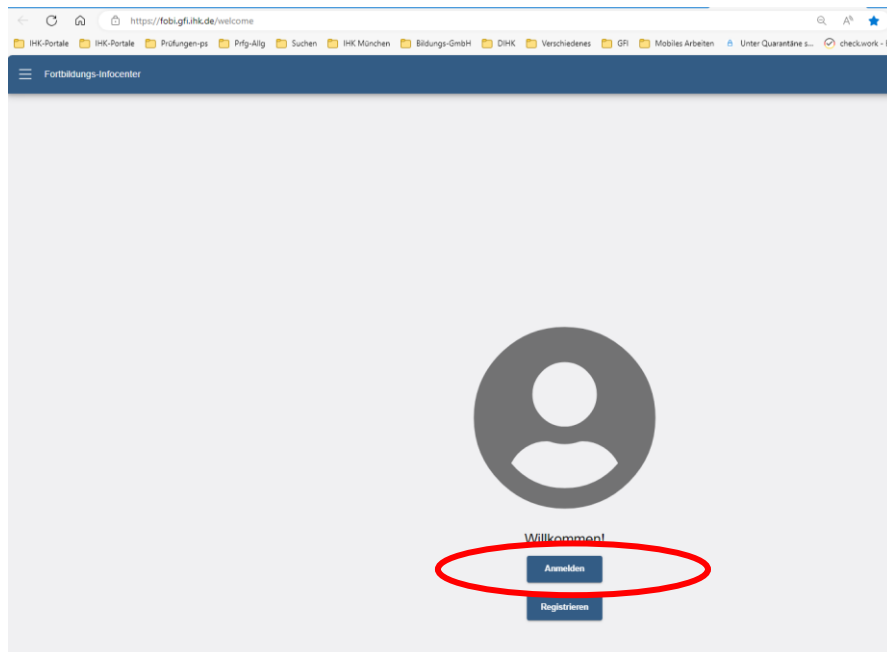 https://fobi.gfi.ihk.de/welcome
IHK-Portale IHK-Portale Prüfungen-ps Prfg-Allg Suchen IHK München Bildungs-GmbH DIHK Verschiedenes GFI Mobiles Arbeiten Unter Quarantäne s... check.work -
Fortbildungs-Infocenter
Willkommen!
Anmelden
Registrieren